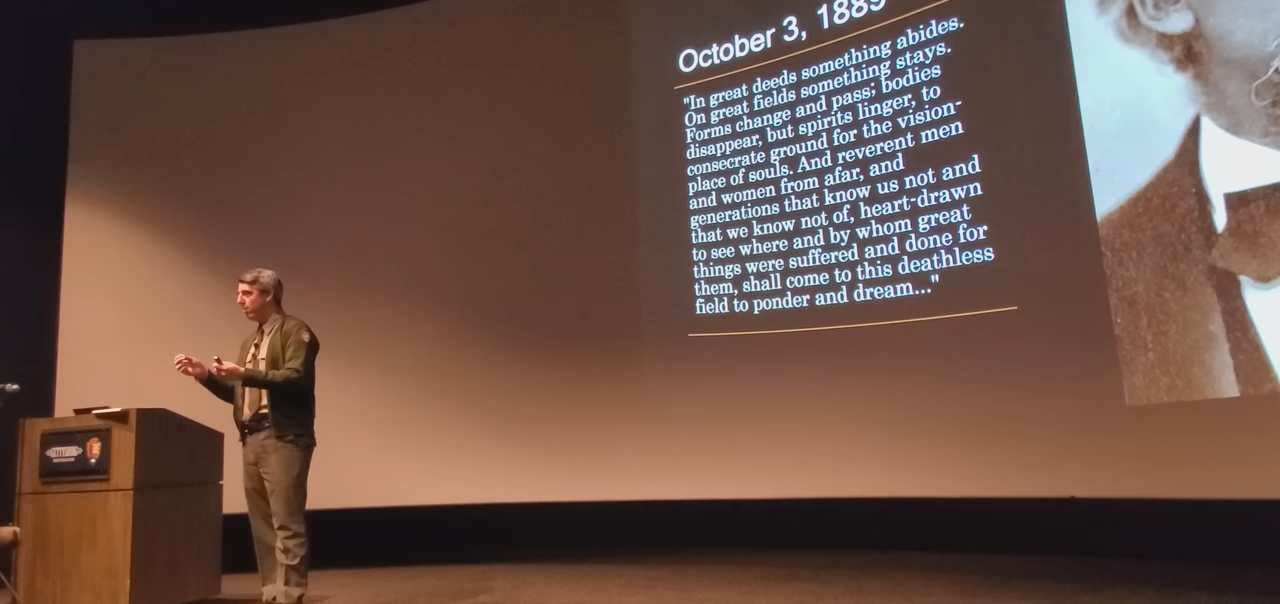 October 3, 1889
"In great deeds something abides.
On great fields something stays.
Forms change and pass; bodies
disappear, but spirits linger, to
consecrate ground for the vision-
place of souls. And reverent men
and women from afar, and
generations that know us not and
that we know not of, heart-drawn
to see where and by whom great
things were suffered and done for
them, shall come to this deathless
field to ponder and dream..."
GETTYSBURG